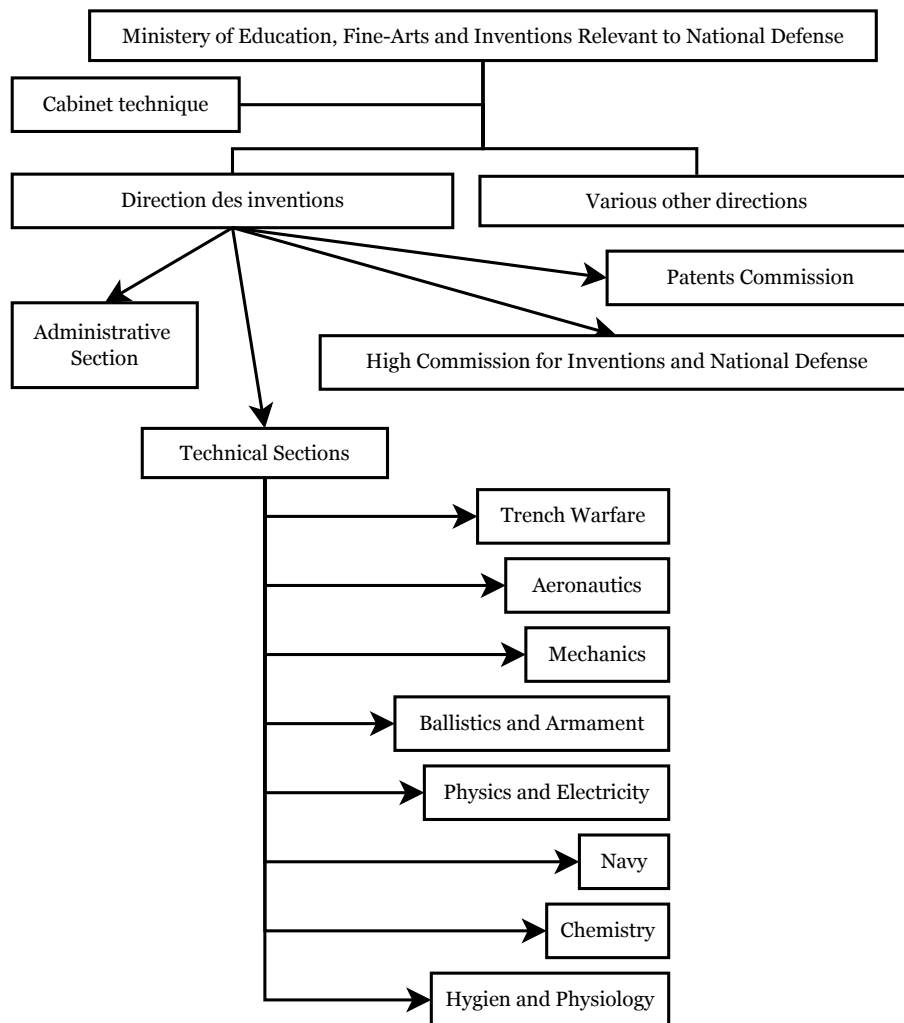 Ministery of Education, Fine-Arts and Inventions Relevant to National Defense
Cabinet technique
Direction des inventions
Various other directions
Patents Commission
Administrative
Section
High Commission for Inventions and National Defense
Technical Sections
Trench Warfare
Aeronautics
Mechanics
Ballistics and Armament
Physics and Electricity
Navy
Chemistry
Hygien and Physiology